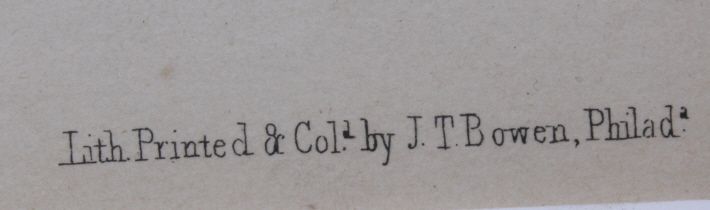 Lith. Printed & Col.ᵈ by J. T. Bowen, Philad.ᵃ